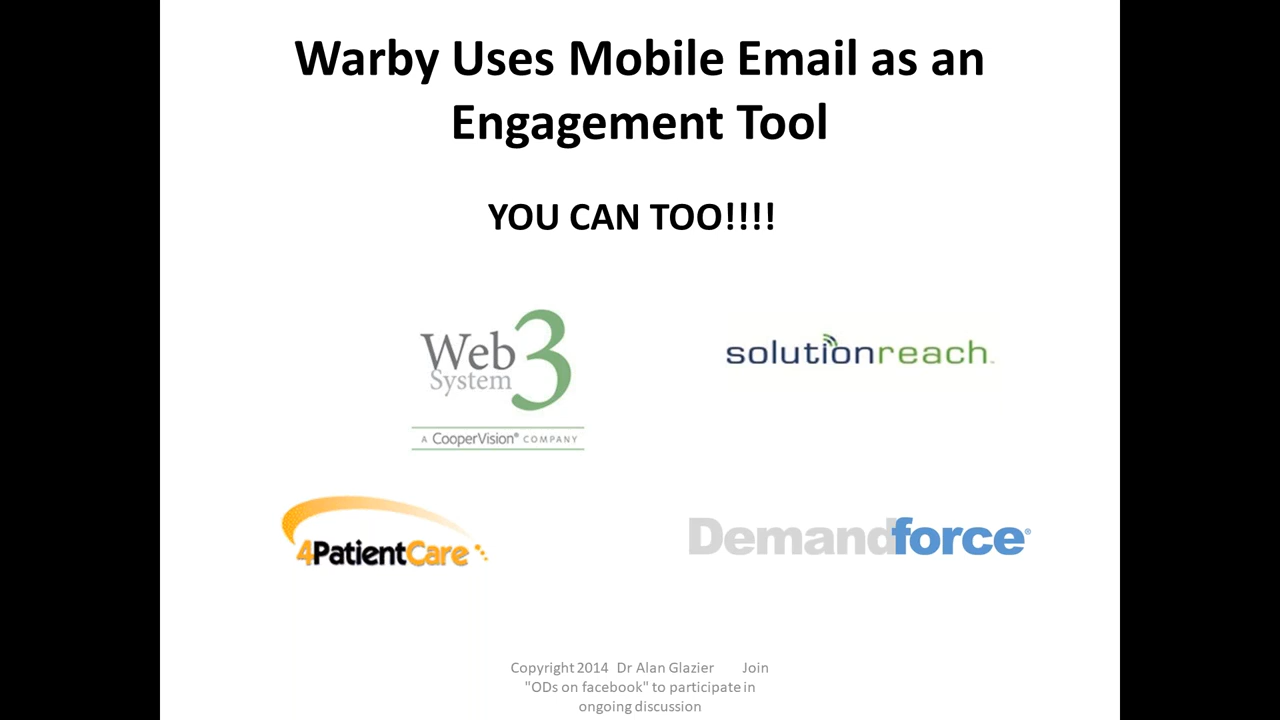 Warby Uses Mobile Email as an
Engagement Tool
YOU CAN TOO!!!!
Web 3
System
A CooperVision® COMPANY
solutionreach™
4PatientCare
Demandforce®
Copyright 2014 Dr Alan Glazier Join
"ODs on facebook" to participate in
ongoing discussion